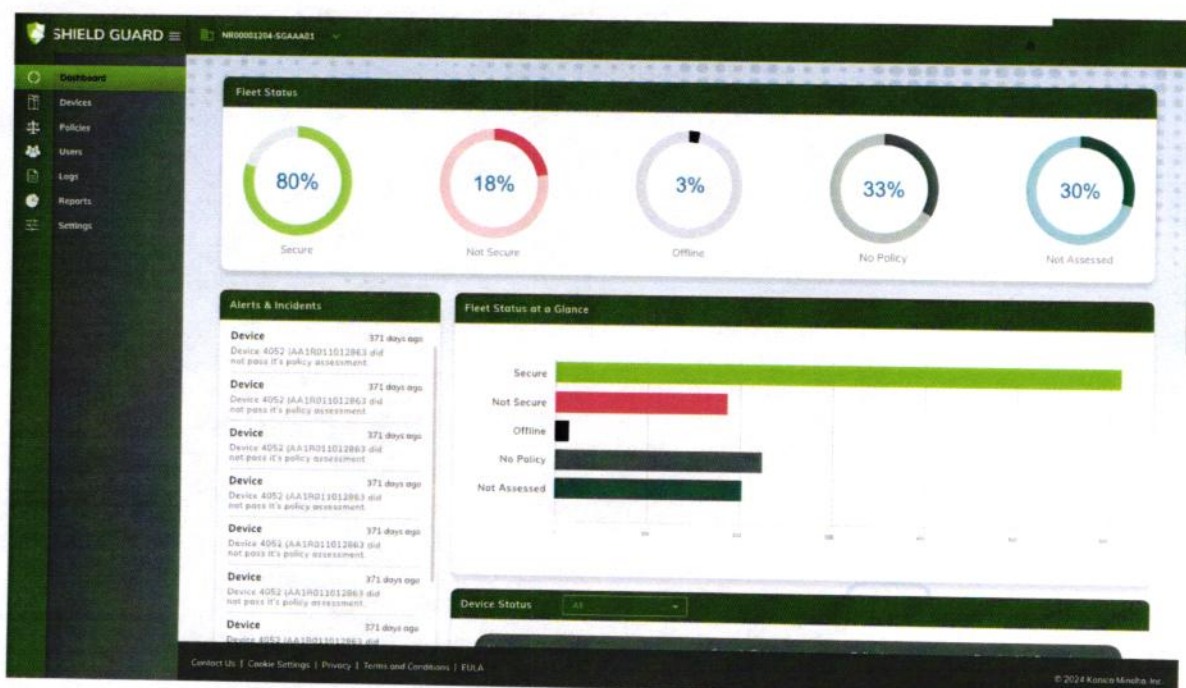 SHIELD GUARD
NR00001204-SGAAA01
Dashboard
Devices
Policies
Users
Logs
Reports
Settings
Fleet Status
80%
18%
3%
33%
30%
Secure
Not Secure
Offline
No Policy
Not Assessed
Alerts & Incidents
Device 371 days ago
Device 4052 (AA1R011012863 did
not pass it's policy assessment.
Device 371 days ago
Device 4052 (AA1R011012863 did
not pass it's policy assessment.
Device 371 days ago
Device 4052 (AA1R011012863 did
not pass it's policy assessment.
Device 371 days ago
Device 4052 (AA1R011012863 did
not pass it's policy assessment.
Device 371 days ago
Device 4052 (AA1R011012863 did
not pass it's policy assessment.
Device 371 days ago
Device 4052 (AA1R011012863 did
not pass it's policy assessment.
Device 371 days ago
Device 4052 (AA1R011012863 did
Fleet Status at a Glance
Secure
Not Secure
Offline
No Policy
Not Assessed
Device Status
All
Contact Us | Cookie Settings | Privacy | Terms and Conditions | EULA
© 2024 Konica Minolta, Inc.